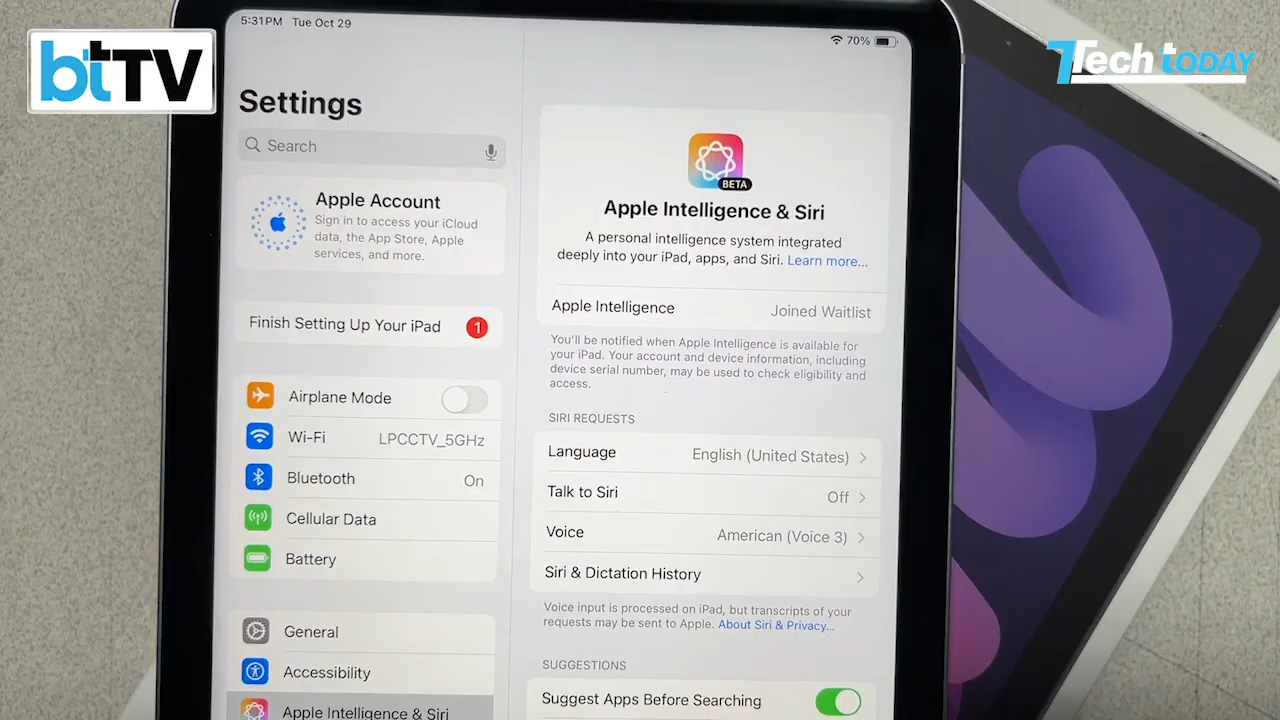 btTV
Tech today
5:31PM Tue Oct 29
70%
Settings
Search
Apple Account
Sign in to access your iCloud
data, the App Store, Apple
services, and more.
Finish Setting Up Your iPad 1
Airplane Mode
Wi-Fi LPCCTV_5GHz
Bluetooth On
Cellular Data
Battery
General
Accessibility
Apple Intelligence & Siri
BETA
Apple Intelligence & Siri
A personal intelligence system integrated
deeply into your iPad, apps, and Siri. Learn more...
Apple Intelligence Joined Waitlist
You'll be notified when Apple Intelligence is available for
your iPad. Your account and device information, including
device serial number, may be used to check eligibility and
access.
SIRI REQUESTS
Language English (United States)
Talk to Siri Off
Voice American (Voice 3)
Siri & Dictation History
Voice input is processed on iPad, but transcripts of your
requests may be sent to Apple. About Siri & Privacy...
SUGGESTIONS
Suggest Apps Before Searching